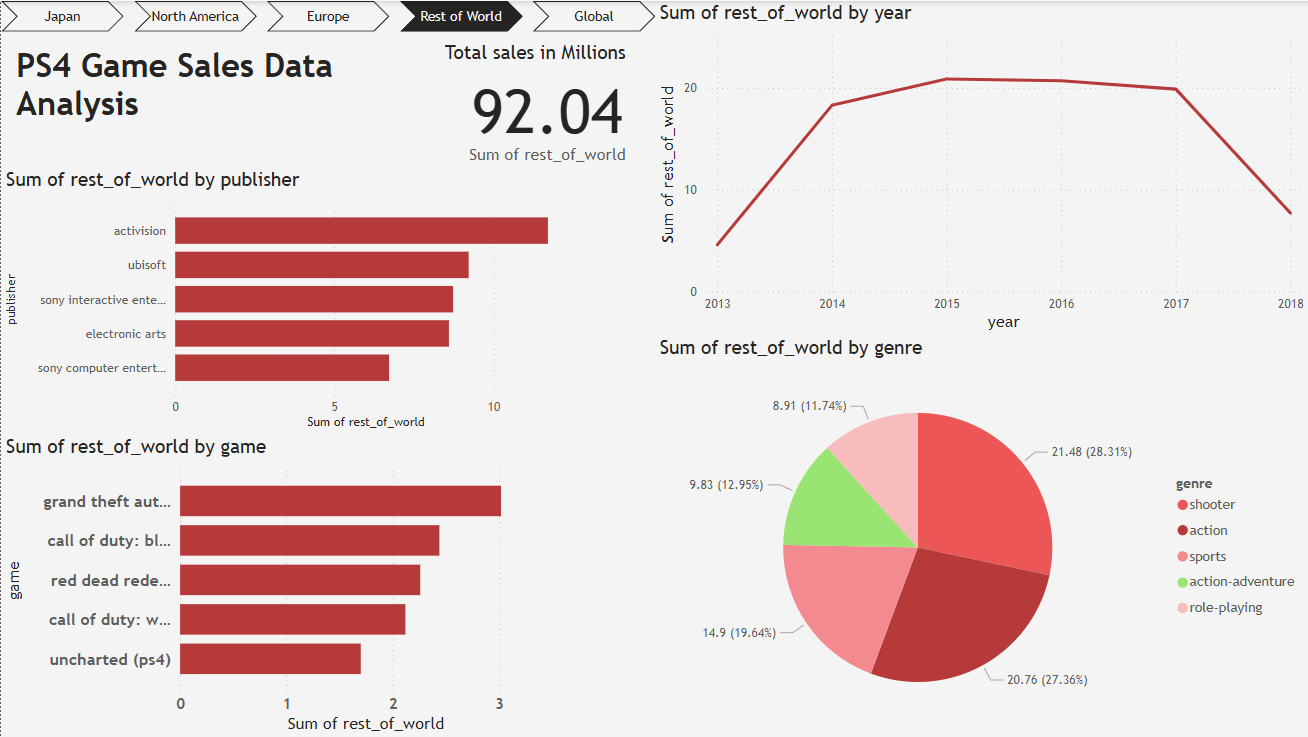 Japan
North America
Europe
Rest of World
Global
PS4 Game Sales Data
Analysis
Total sales in Millions
92.04
Sum of rest_of_world
Sum of rest_of_world by publisher
publisher
activision
ubisoft
sony interactive ente...
electronic arts
sony computer entert...
0
5
10
Sum of rest_of_world
Sum of rest_of_world by game
game
grand theft aut...
call of duty: bl...
red dead rede...
call of duty: w...
uncharted (ps4)
0
1
2
3
Sum of rest_of_world
Sum of rest_of_world by year
Sum of rest_of_world
20
10
0
2013
2014
2015
2016
2017
2018
year
Sum of rest_of_world by genre
8.91 (11.74%)
21.48 (28.31%)
9.83 (12.95%)
14.9 (19.64%)
20.76 (27.36%)
genre
shooter
action
sports
action-adventure
role-playing